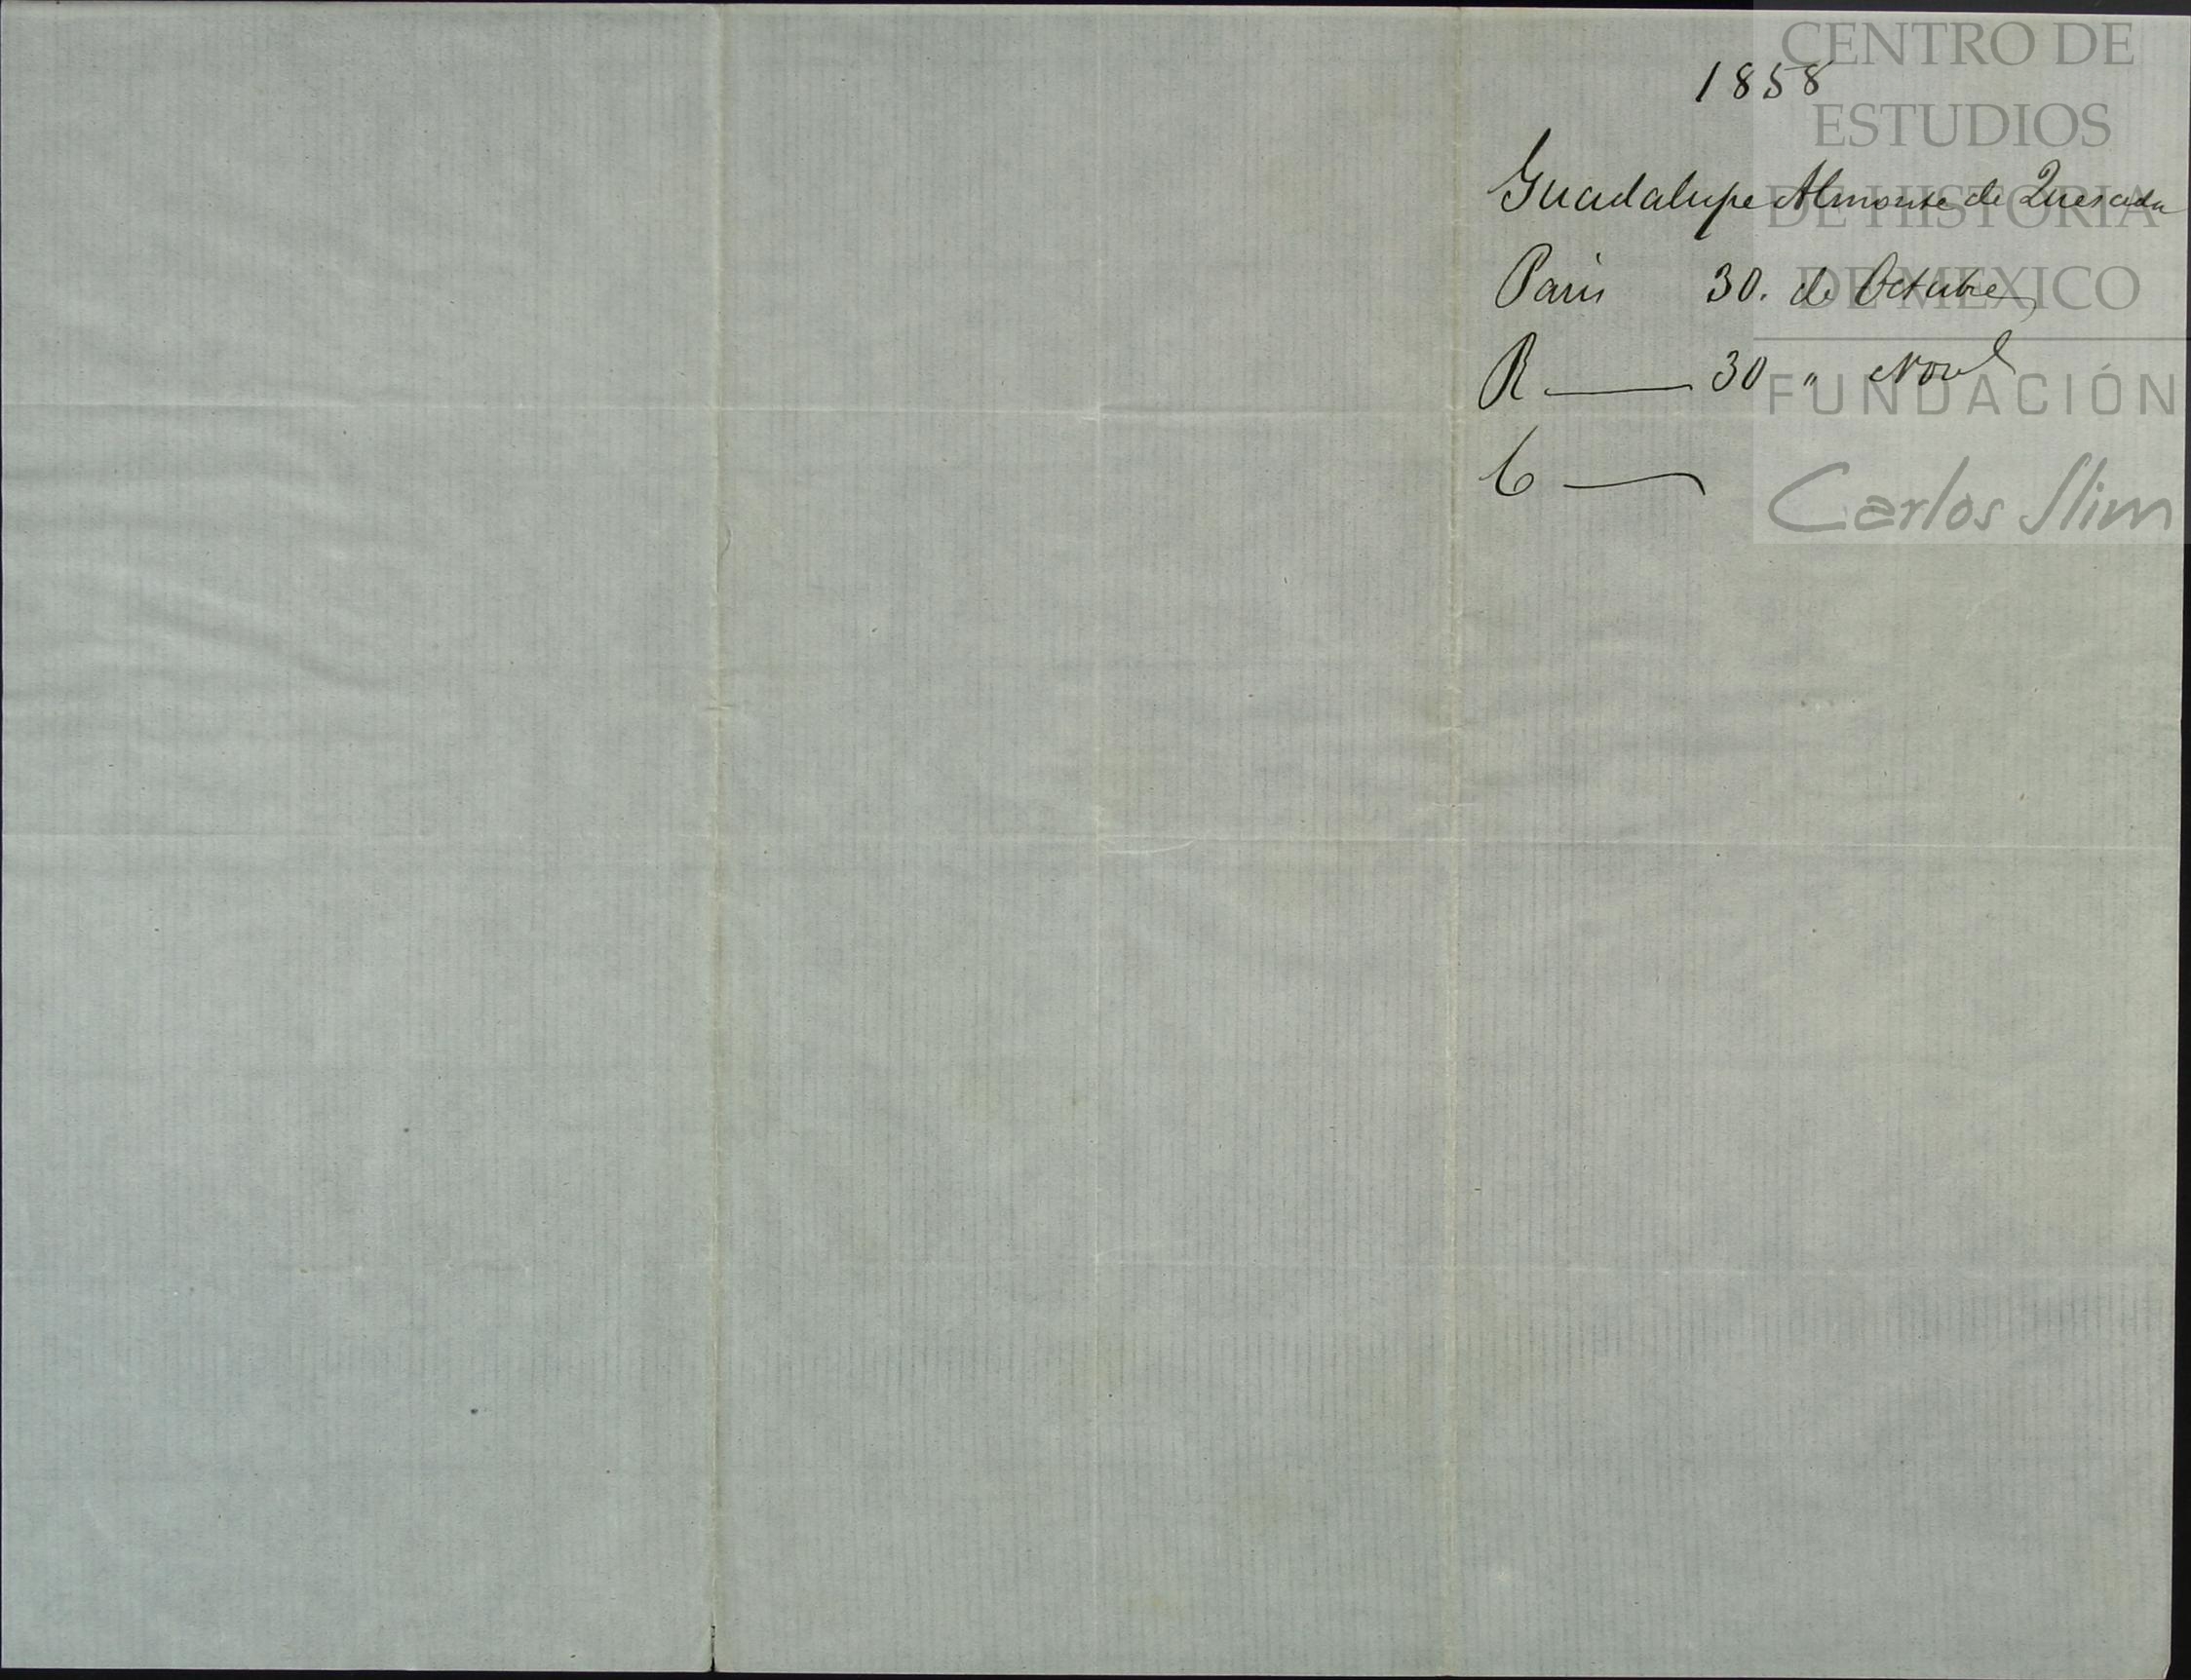 1858
Guadalupe Almonte de Quesada
Paris 30. de Octubre
R 30 "
C
CENTRO DE
ESTUDIOS
DE HISTORIA
DE MEXICO
FUNDACIÓN
Carlos Slim